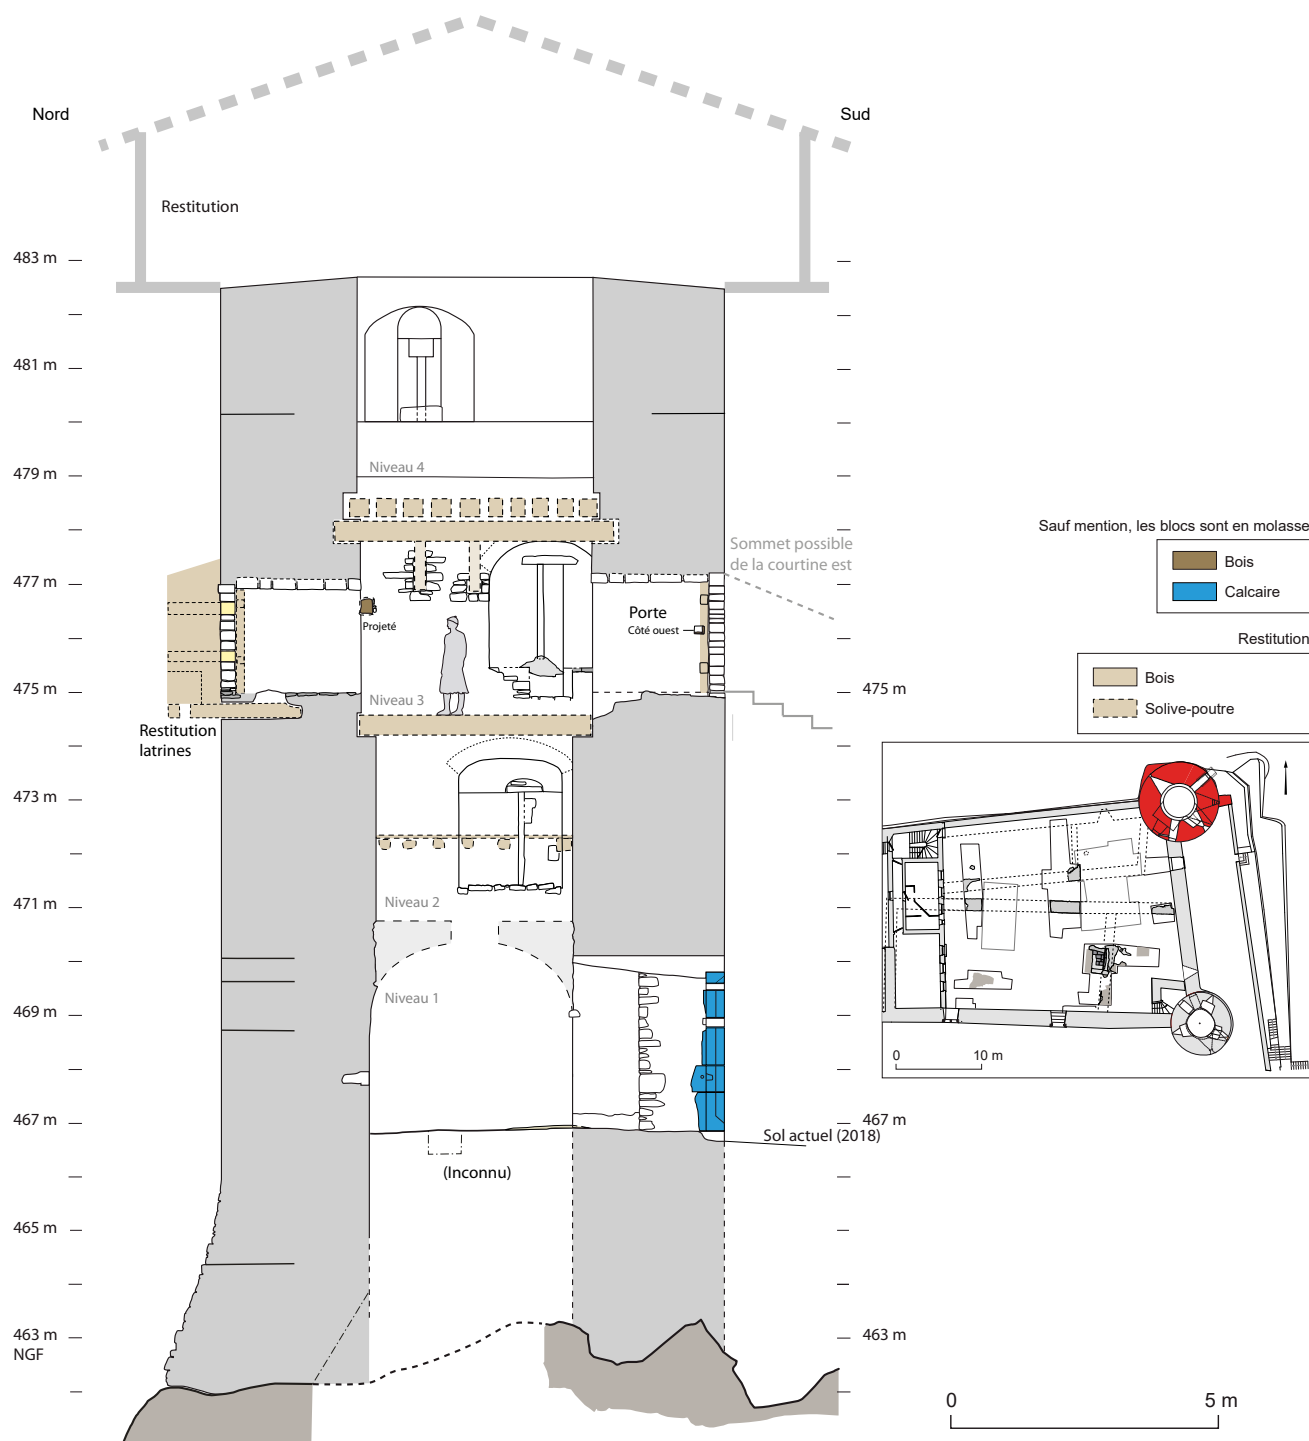 Nord
Sud
Restitution
483 m
481 m
479 m
Niveau 4
Sommet possible
de la courtine est
Sauf mention, les blocs sont en molasse
Bois
Calcaire
477 m
Projeté
Porte
Côté ouest
Restitution
Bois
Solive-poutre
475 m
Niveau 3
475 m
Restitution
latrines
473 m
471 m
Niveau 2
469 m
Niveau 1
0
10 m
467 m
467 m
Sol actuel (2018)
(Inconnu)
465 m
463 m
NGF
463 m
0
5 m